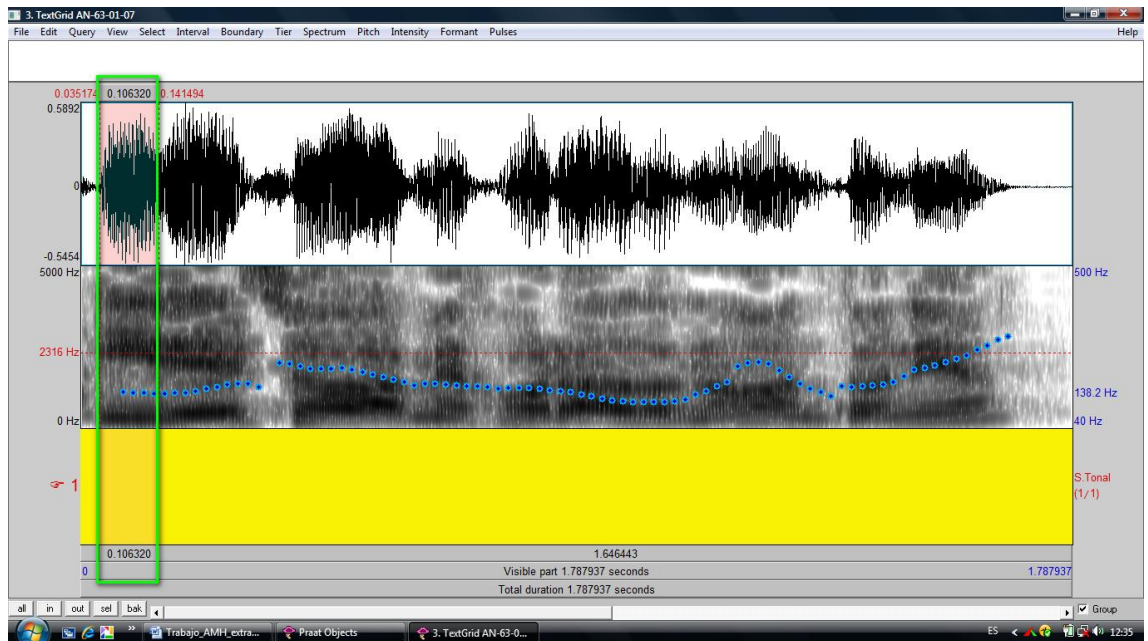 3. TextGrid AN-63-01-07
File Edit Query View Select Interval Boundary Tier Spectrum Pitch Intensity Formant Pulses Help
0.035174 0.106320 0.141494
0.5892
0
-0.5454
5000 Hz 500 Hz
2316 Hz
138.2 Hz
0 Hz 40 Hz
1 S.Tonal
(1/1)
0.106320 1.646443
0 Visible part 1.787937 seconds 1.787937
Total duration 1.787937 seconds
all in out sel bak Group
Trabajo_AMH_extra... Praat Objects 3. TextGrid AN-63-0... ES 12:35